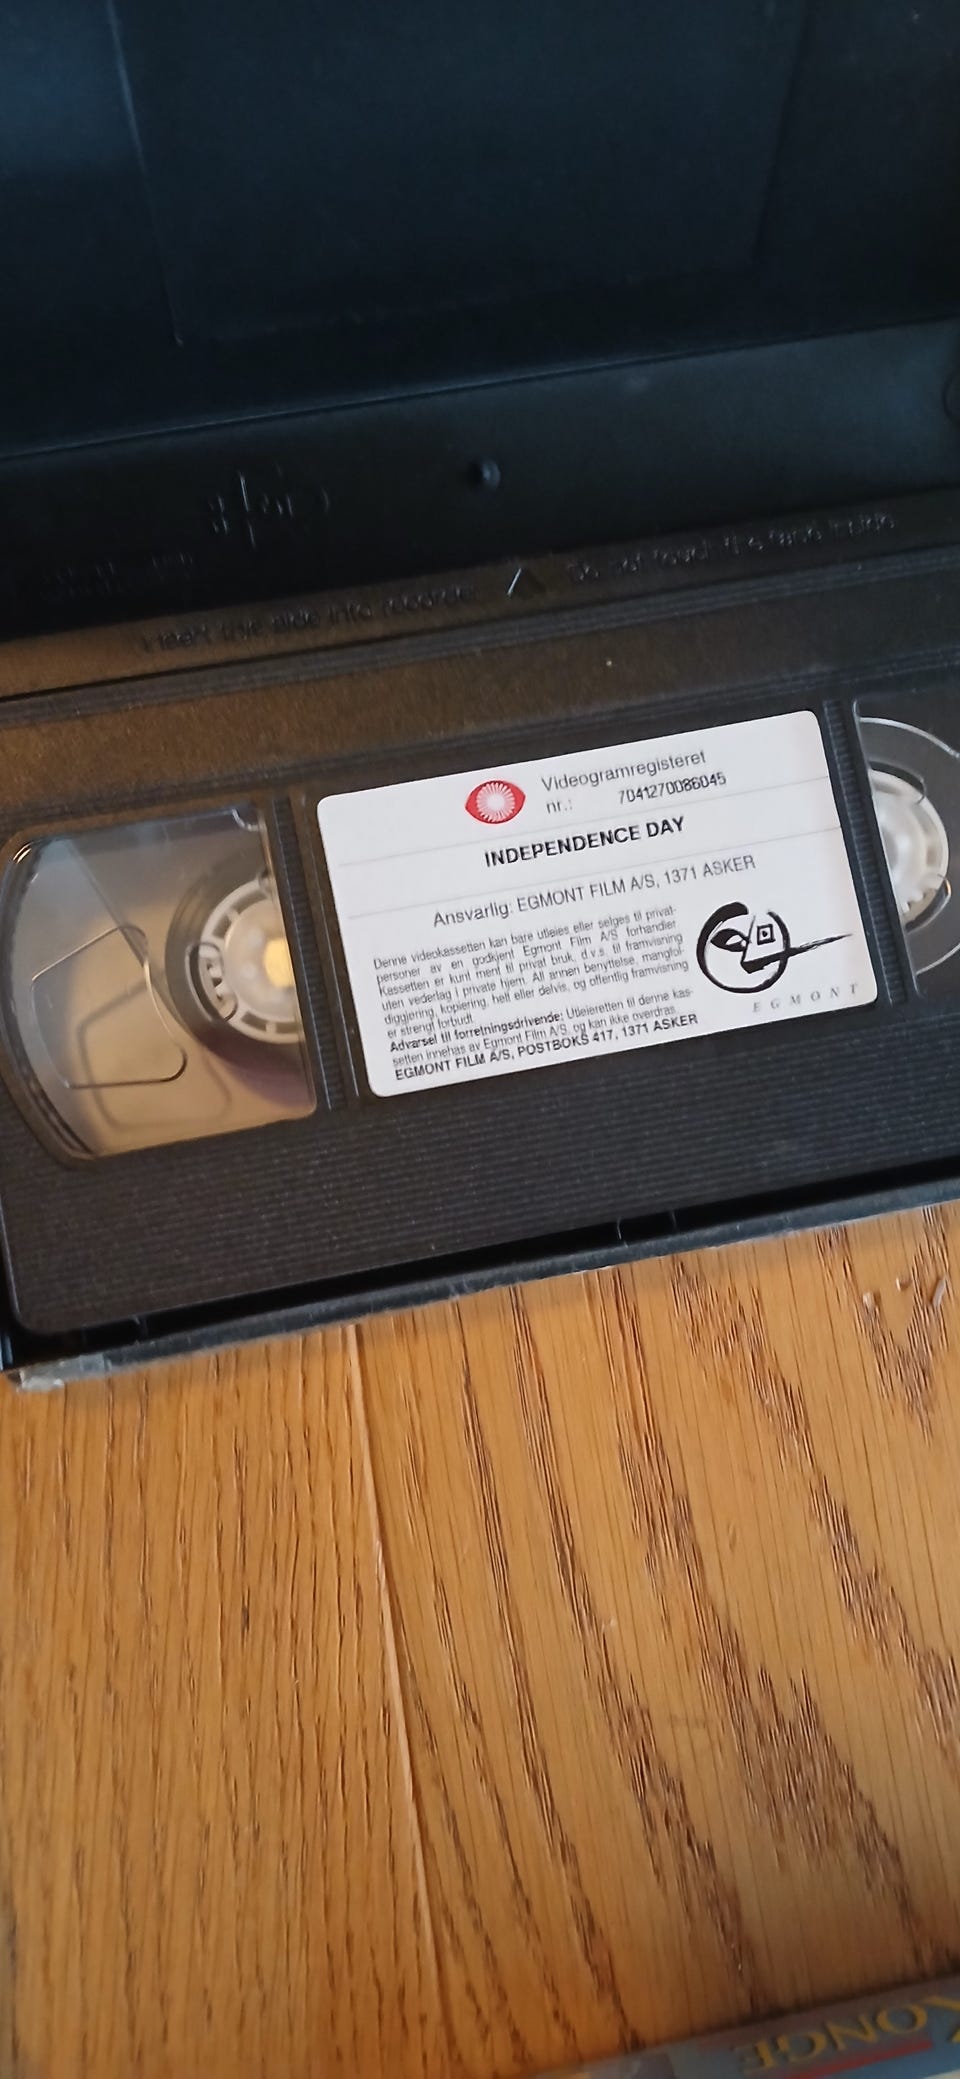 Insert this side into recorder
Do not touch the tape inside
Videogramregisteret
nr.: 7041270086045
INDEPENDENCE DAY
Ansvarlig: EGMONT FILM A/S, 1371 ASKER
Denne videokassetten kan bare utleies eller selges til privat-
personer av en godkjent Egmont Film A/S forhandler.
Kassetten er kunt ment til privat bruk, d.v.s. til framvisning
uten vederlag i private hjem. All annen benyttelse, mangfol-
diggjøring, kopiering, helt eller delvis, og offentlig framvisning
er strengt forbudt.
Advarsel til forretningsdrivende: Utleieretten til denne kas-
setten innehas av Egmont Film A/S, og kan ikke overdras.
EGMONT FILM A/S, POSTBOKS 417, 1371 ASKER
EGMONT
KONGE